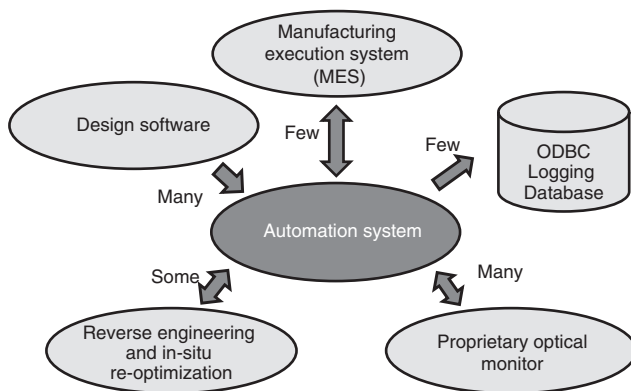 Manufacturing
execution system
(MES)
Design software
Few
Few
ODBC
Logging
Database
Many
Automation system
Some
Many
Reverse engineering
and in-situ
re-optimization
Proprietary optical
monitor